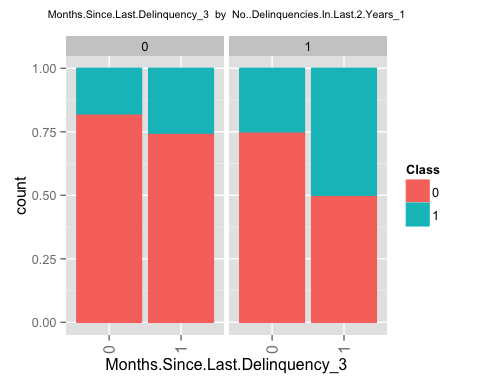 Months.Since.Last.Delinquency_3 by No..Delinquencies.In.Last.2.Years_1
0 1
1.00
0.75
0.50
0.25
0.00
count
0 1 0 1
Months.Since.Last.Delinquency_3
Class
0
1